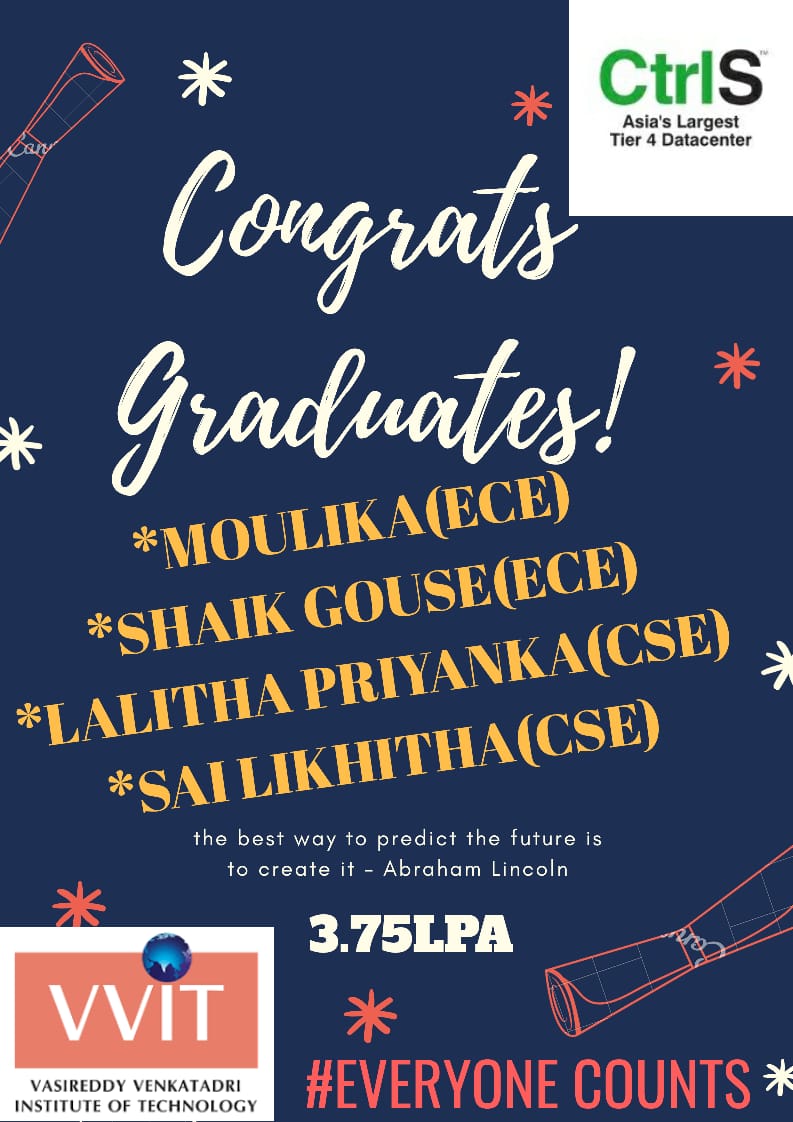 CtrlS™
Asia's Largest
Tier 4 Datacenter
Congrats
Graduates!
*MOULIKA(ECE)
*SHAIK GOUSE(ECE)
*LALITHA PRIYANKA(CSE)
*SAI LIKHITHA(CSE)
the best way to predict the future is
to create it – Abraham Lincoln
3.75LPA
VVIT
VASIREDDY VENKATADRI
INSTITUTE OF TECHNOLOGY
#EVERYONE COUNTS